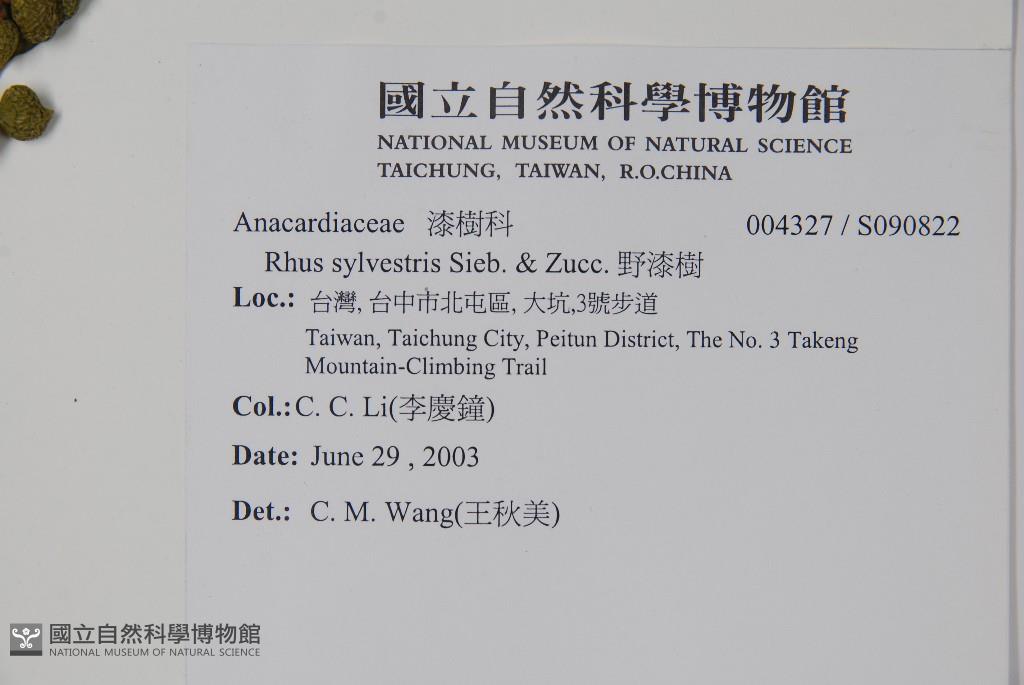 國立自然科學博物館
NATIONAL MUSEUM OF NATURAL SCIENCE
TAICHUNG, TAIWAN, R.O.CHINA
Anacardiaceae 漆樹科 004327 / S090822
Rhus sylvestris Sieb. & Zucc. 野漆樹
Loc.: 台灣, 台中市北屯區, 大坑,3號步道
Taiwan, Taichung City, Peitun District, The No. 3 Takeng
Mountain-Climbing Trail
Col.:C. C. Li(李慶鐘)
Date: June 29 , 2003
Det.: C. M. Wang(王秋美)
國立自然科學博物館
NATIONAL MUSEUM OF NATURAL SCIENCE